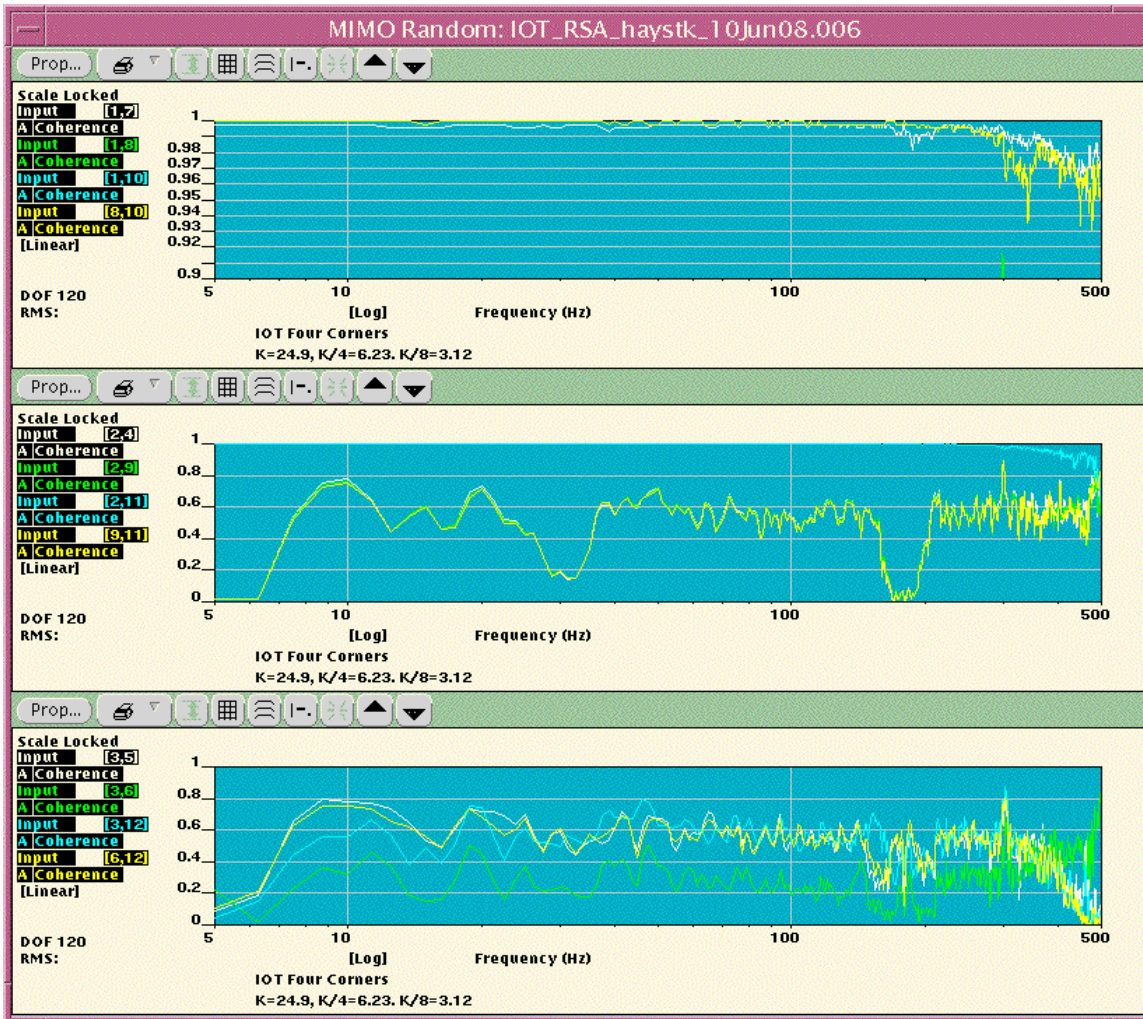 MIMO Random: IOT_RSA_haystk_10Jun08.006
Prop...
Scale Locked
Input [1,7]
A Coherence
Input [1,8]
A Coherence
Input [1,10]
A Coherence
Input [8,10]
A Coherence
[Linear]
DOF 120
RMS:
1
0.98
0.97
0.96
0.95
0.94
0.93
0.92
0.9
5 10 100 500
[Log] Frequency (Hz)
IOT Four Corners
K=24.9, K/4=6.23. K/8=3.12
Prop...
Scale Locked
Input [2,4]
A Coherence
Input [2,9]
A Coherence
Input [2,11]
A Coherence
Input [9,11]
A Coherence
[Linear]
DOF 120
RMS:
1
0.8
0.6
0.4
0.2
0
5 10 100 500
[Log] Frequency (Hz)
IOT Four Corners
K=24.9, K/4=6.23. K/8=3.12
Prop...
Scale Locked
Input [3,5]
A Coherence
Input [3,6]
A Coherence
Input [3,12]
A Coherence
Input [6,12]
A Coherence
[Linear]
DOF 120
RMS:
1
0.8
0.6
0.4
0.2
0
5 10 100 500
[Log] Frequency (Hz)
IOT Four Corners
K=24.9, K/4=6.23. K/8=3.12